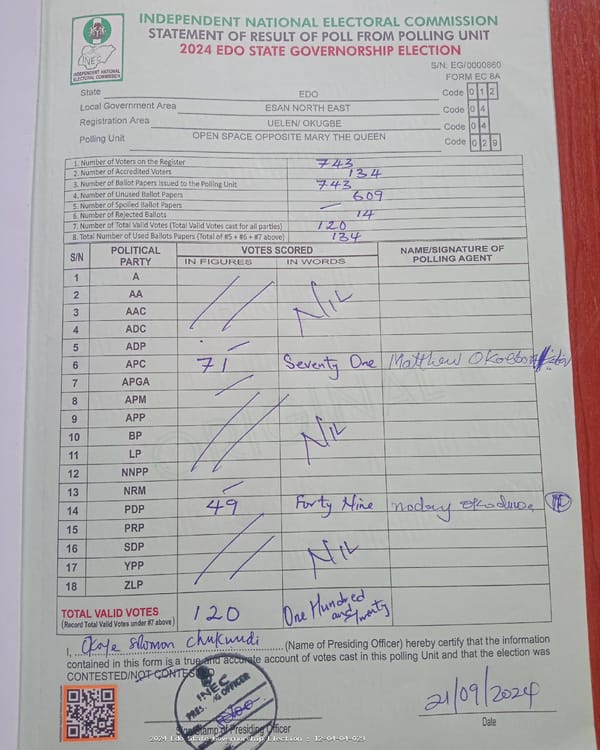 INDEPENDENT NATIONAL ELECTORAL COMMISSION
STATEMENT OF RESULT OF POLL FROM POLLING UNIT
2024 EDO STATE GOVERNORSHIP ELECTION
INEC
INDEPENDENT NATIONAL
ELECTORAL COMMISSION
S/N: EG/0000860
FORM EC 8A
State EDO Code 0 1 2
Local Government Area ESAN NORTH EAST Code 0 4
Registration Area UELEN/ OKUGBE Code 0 4
Polling Unit OPEN SPACE OPPOSITE MARY THE QUEEN Code 0 2 9
1. Number of Voters on the Register 743
2. Number of Accredited Voters 134
3. Number of Ballot Papers Issued to the Polling Unit 743
4. Number of Unused Ballot Papers 609
5. Number of Spoiled Ballot Papers —
6. Number of Rejected Ballots 14
7. Number of Total Valid Votes (Total Valid Votes cast for all parties) 120
8. Total Number of Used Ballots Papers (Total of #5 + #6 + #7 above) 134
S/N POLITICAL PARTY VOTES SCORED NAME/SIGNATURE OF POLLING AGENT
IN FIGURES IN WORDS
1 A
2 AA
3 AAC NIL
4 ADC
5 ADP —
6 APC 71 Seventy One Matthew
7 APGA —
8 APM
9 APP
10 BP NIL
11 LP
12 NNPP
13 NRM —
14 PDP 49 Forty Nine
15 PRP
16 SDP
17 YPP NIL
18 ZLP
TOTAL VALID VOTES 120 One Hundred and Twenty
(Record Total Valid Votes under #7 above)
I, Okoye Solomon Chukwudi (Name of Presiding Officer) hereby certify that the information
contained in this form is a true and accurate account of votes cast in this polling Unit and that the election was
CONTESTED/NOT CONTESTED
INEC
PRESIDING OFFICER
21/09/2024
Signature/Stamp of Presiding Officer
Date
2024 Edo State Governorship Election : 12-04-04-029